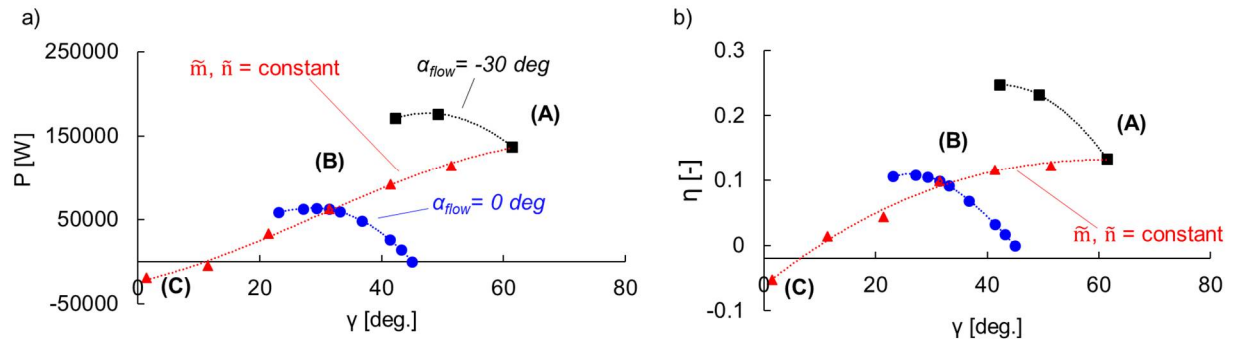 a)
250000
150000
50000
-50000
P [W]
m̃, ñ = constant
α_flow= -30 deg
(A)
(B)
α_flow= 0 deg
(C)
0
20
40
60
80
γ [deg.]
b)
0.3
0.2
0.1
0
-0.1
η [-]
(A)
(B)
m̃, ñ = constant
(C)
0
20
40
60
80
γ [deg.]